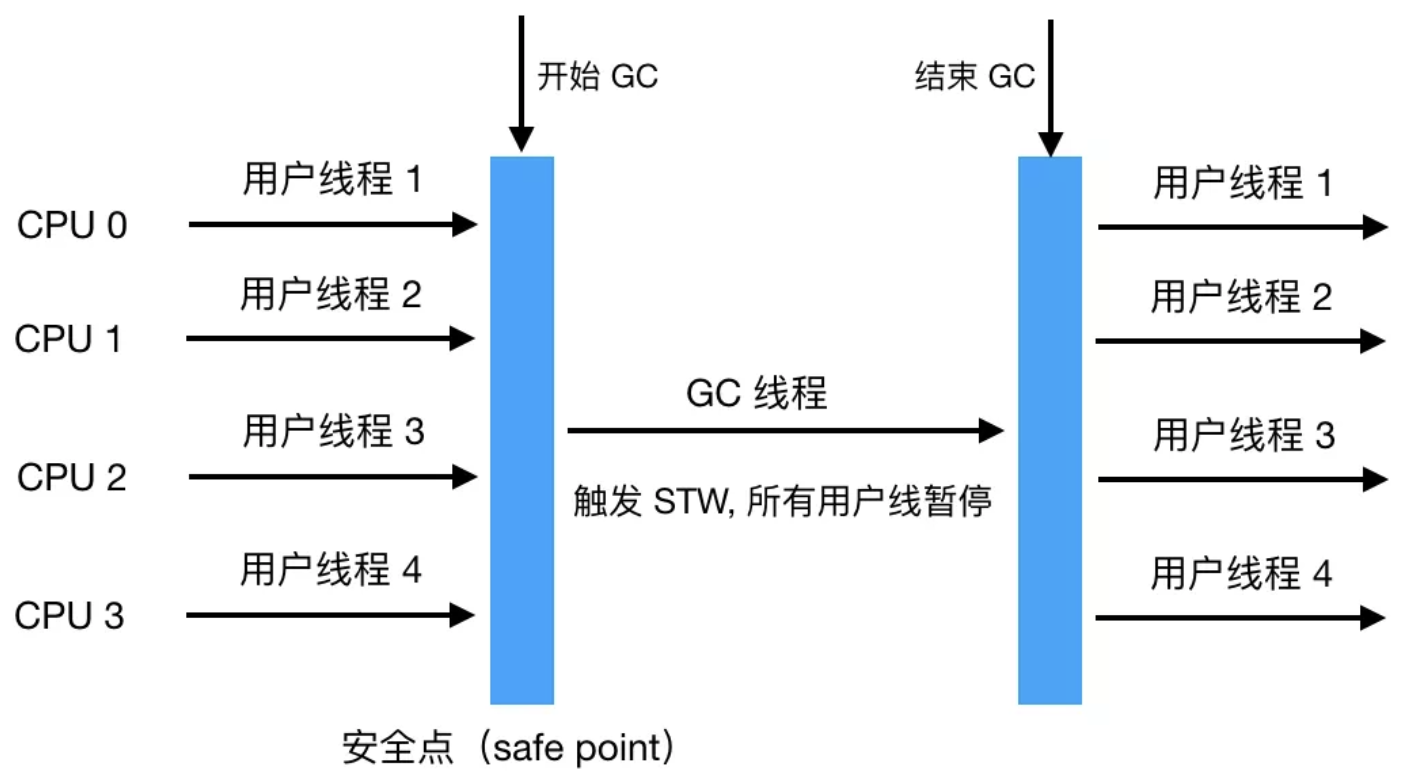 开始 GC
结束 GC
用户线程 1
用户线程 1
CPU 0
用户线程 2
用户线程 2
CPU 1
GC 线程
用户线程 3
用户线程 3
CPU 2
触发 STW, 所有用户线暂停
用户线程 4
用户线程 4
CPU 3
安全点（safe point）